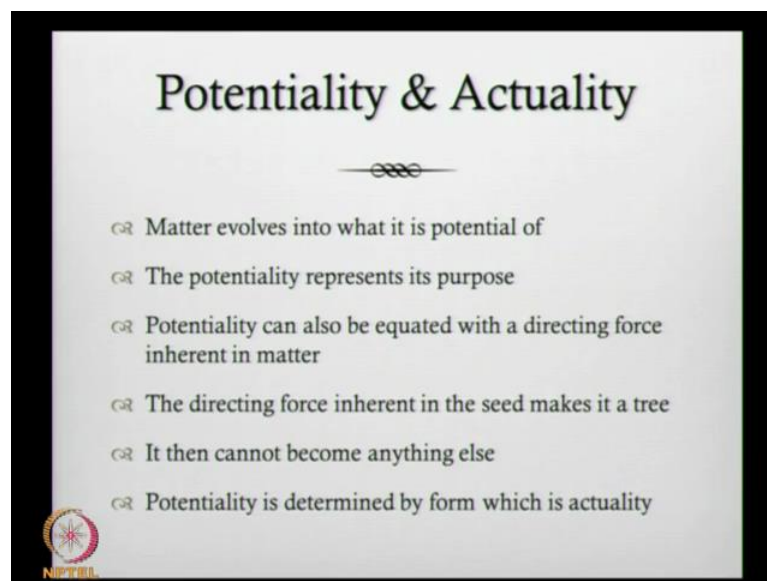 Potentiality & Actuality
Matter evolves into what it is potential of
The potentiality represents its purpose
Potentiality can also be equated with a directing force
inherent in matter
The directing force inherent in the seed makes it a tree
It then cannot become anything else
Potentiality is determined by form which is actuality
NPTEL